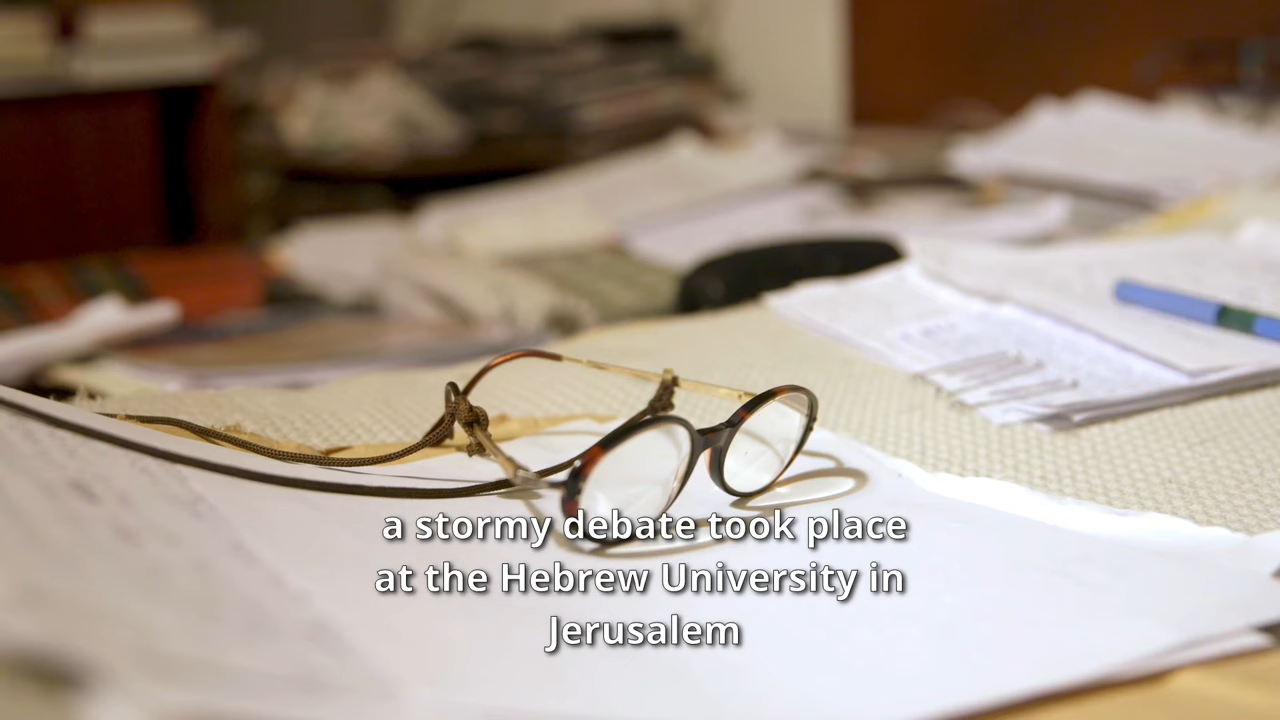 a stormy debate took place
at the Hebrew University in
Jerusalem